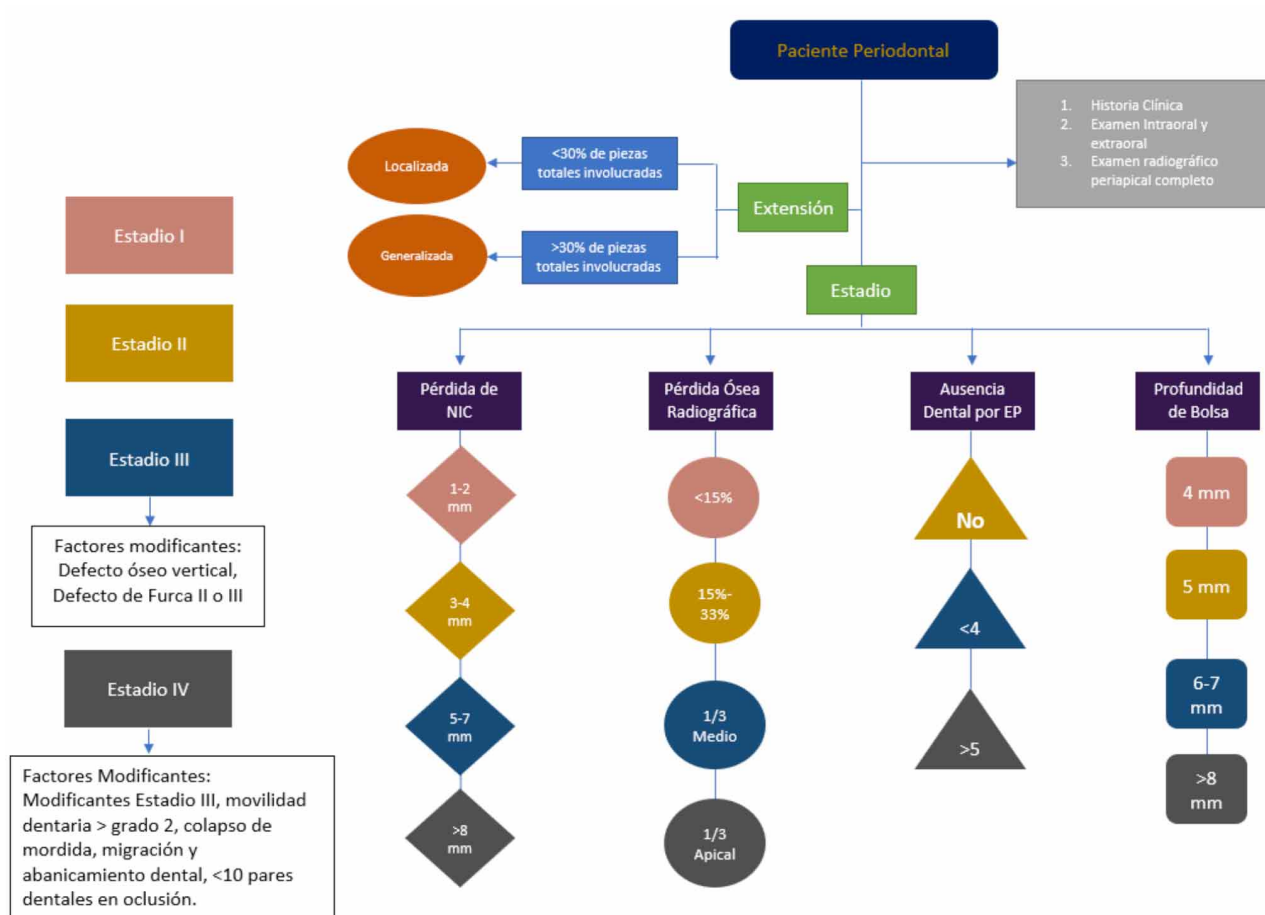 Paciente Periodontal
1. Historia Clínica
2. Examen Intraoral y
extraoral
3. Examen radiográfico
periapical completo
Localizada
<30% de piezas
totales involucradas
Extensión
Generalizada
>30% de piezas
totales involucradas
Estadio
Estadio I
Estadio II
Estadio III
Factores modificantes:
Defecto óseo vertical,
Defecto de Furca II o III
Estadio IV
Factores Modificantes:
Modificantes Estadio III, movilidad
dentaria > grado 2, colapso de
mordida, migración y
abanicamiento dental, <10 pares
dentales en oclusión.
Pérdida de
NIC
1-2
mm
3-4
mm
5-7
mm
>8
mm
Pérdida Ósea
Radiográfica
<15%
15%-
33%
1/3
Medio
1/3
Apical
Ausencia
Dental por EP
No
<4
>5
Profundidad
de Bolsa
4 mm
5 mm
6-7
mm
>8
mm